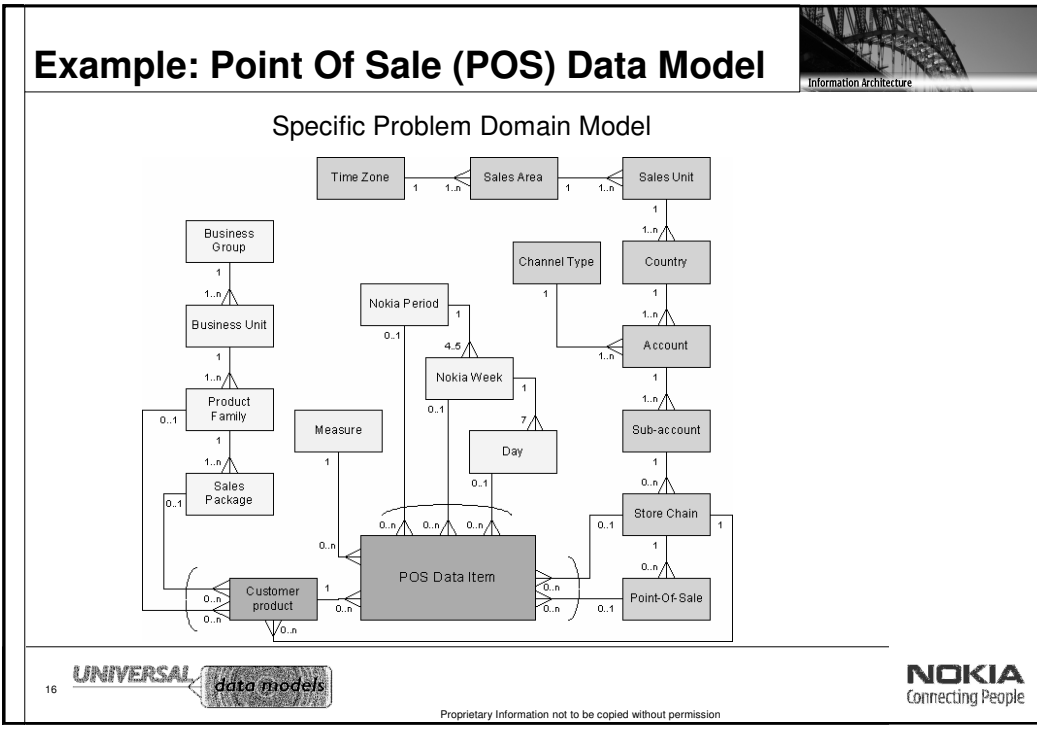 Example: Point Of Sale (POS) Data Model
Information Architecture
Specific Problem Domain Model
Time Zone
1
1..n
Sales Area
1
1..n
Sales Unit
1
1..n
Business
Group
1
1..n
Channel Type
1
Country
1
1..n
Nokia Period
0..1
1
4..5
Business Unit
1
1..n
Account
1..n
1
1..n
Nokia Week
0..1
1
7
Product
Family
0..1
1
1..n
Measure
1
Sub-account
1
0..n
Day
0..1
Sales
Package
0..1
Store Chain
0..1
1
1
0..n
0..n
0..n
0..n
0..n
POS Data Item
0..n
0..n
Customer
product
0..n
0..n
1
0..n
0..n
Point-Of-Sale
0..1
16
UNIVERSAL
data models
Proprietary Information not to be copied without permission
NOKIA
Connecting People